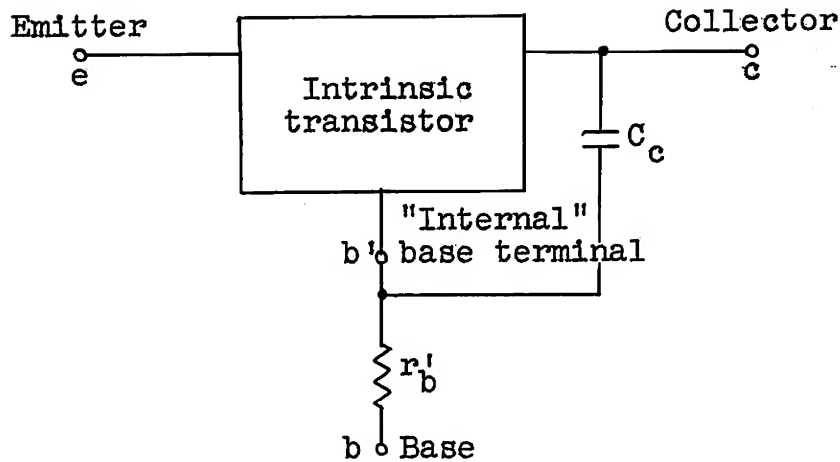 Emitter
e
Intrinsic
transistor
Collector
c
C_c
"Internal"
b' base terminal
r'_b
b Base